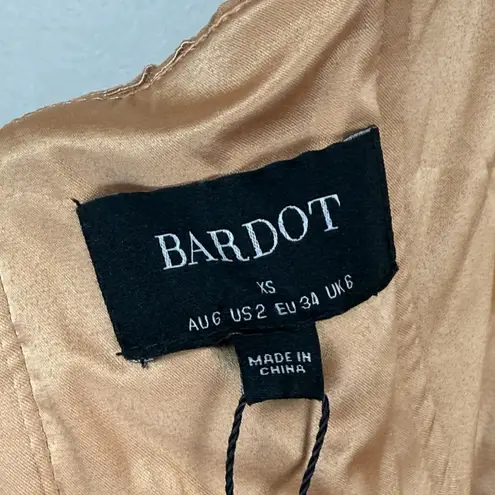 BARDOT
XS
AU 6 US 2 EU 34 UK 6
MADE IN
CHINA